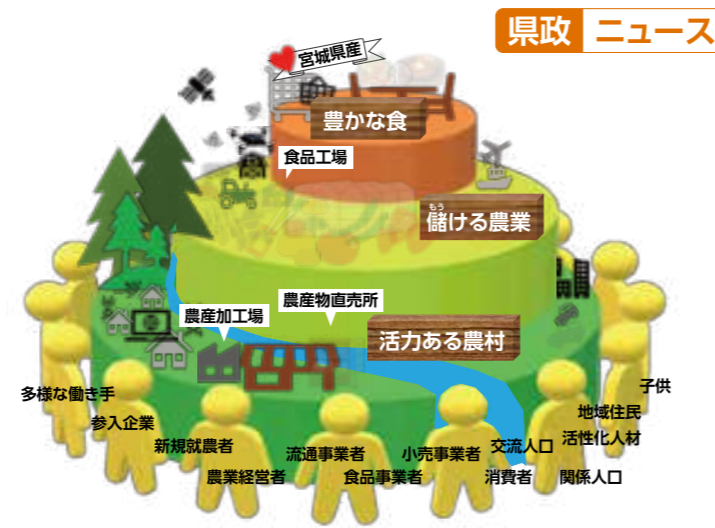 県政 ニュース
宮城県産
豊かな食
食品工場
もう
儲ける農業
農産物直売所
農産加工場
活力ある農村
多様な働き手
参入企業
新規就農者
農業経営者
流通事業者
食品事業者
小売事業者
交流人口
消費者
子供
地域住民
活性化人材
関係人口